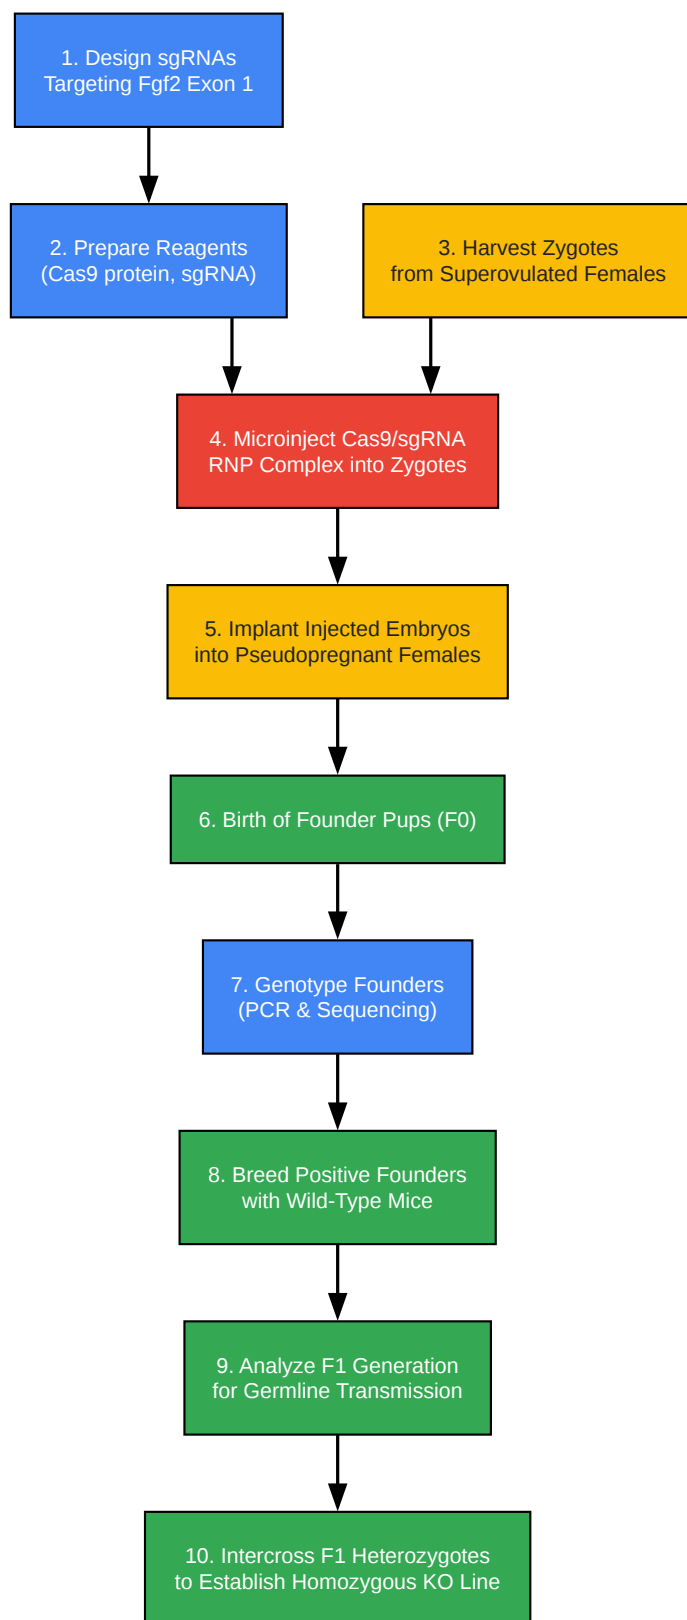 1. Design sgRNAs
Targeting Fgf2 Exon 1
2. Prepare Reagents
(Cas9 protein, sgRNA)
3. Harvest Zygotes
from Superovulated Females
4. Microinject Cas9/sgRNA
RNP Complex into Zygotes
5. Implant Injected Embryos
into Pseudopregnant Females
6. Birth of Founder Pups (F0)
7. Genotype Founders
(PCR & Sequencing)
8. Breed Positive Founders
with Wild-Type Mice
9. Analyze F1 Generation
for Germline Transmission
10. Intercross F1 Heterozygotes
to Establish Homozygous KO Line